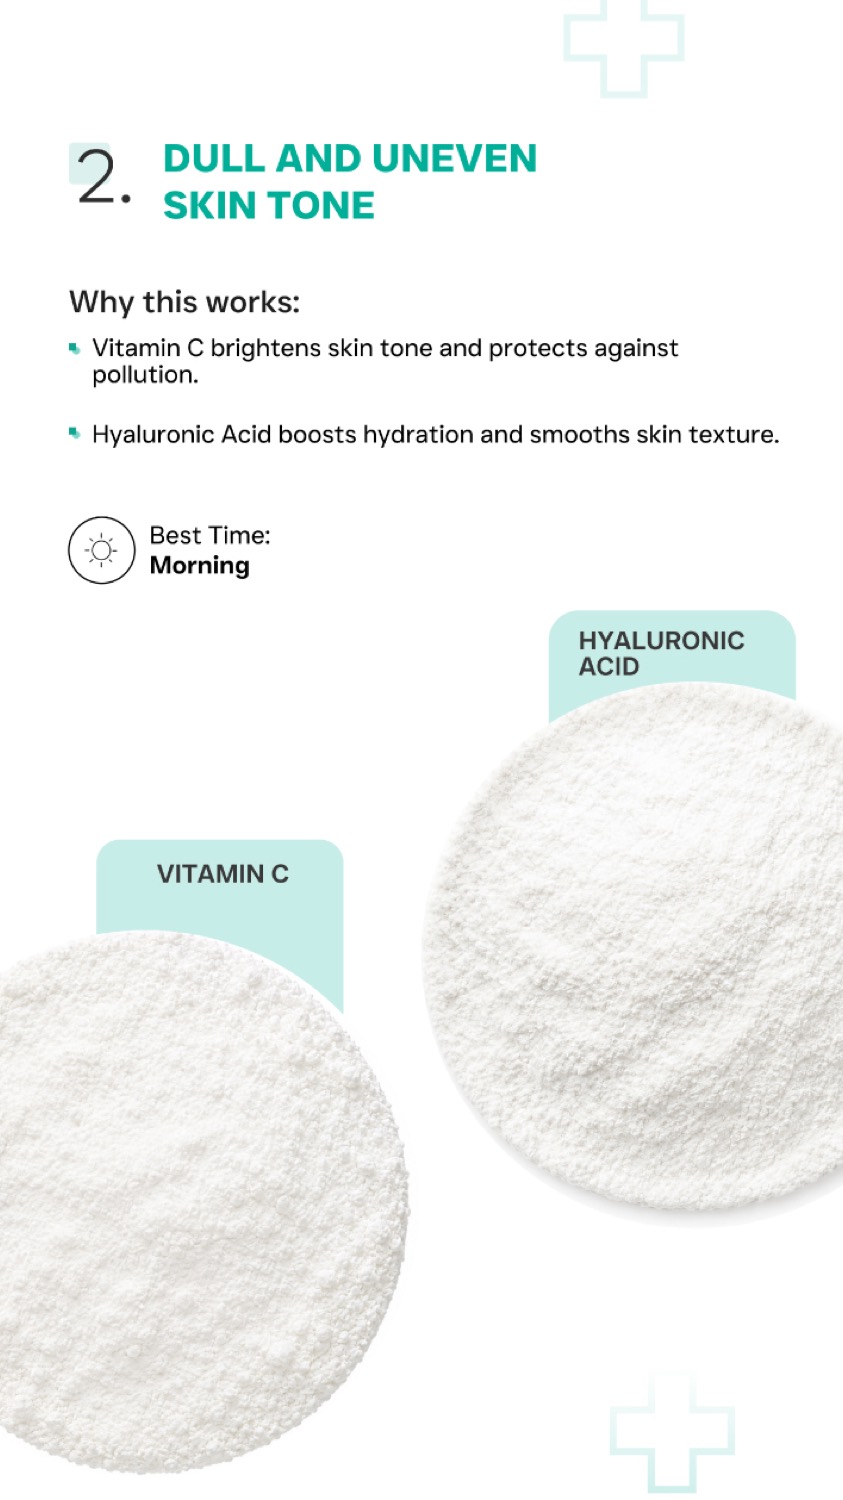 2.
DULL AND UNEVEN
SKIN TONE
Why this works:
Vitamin C brightens skin tone and protects against
pollution.
Hyaluronic Acid boosts hydration and smooths skin texture.
Best Time:
Morning
HYALURONIC
ACID
VITAMIN C